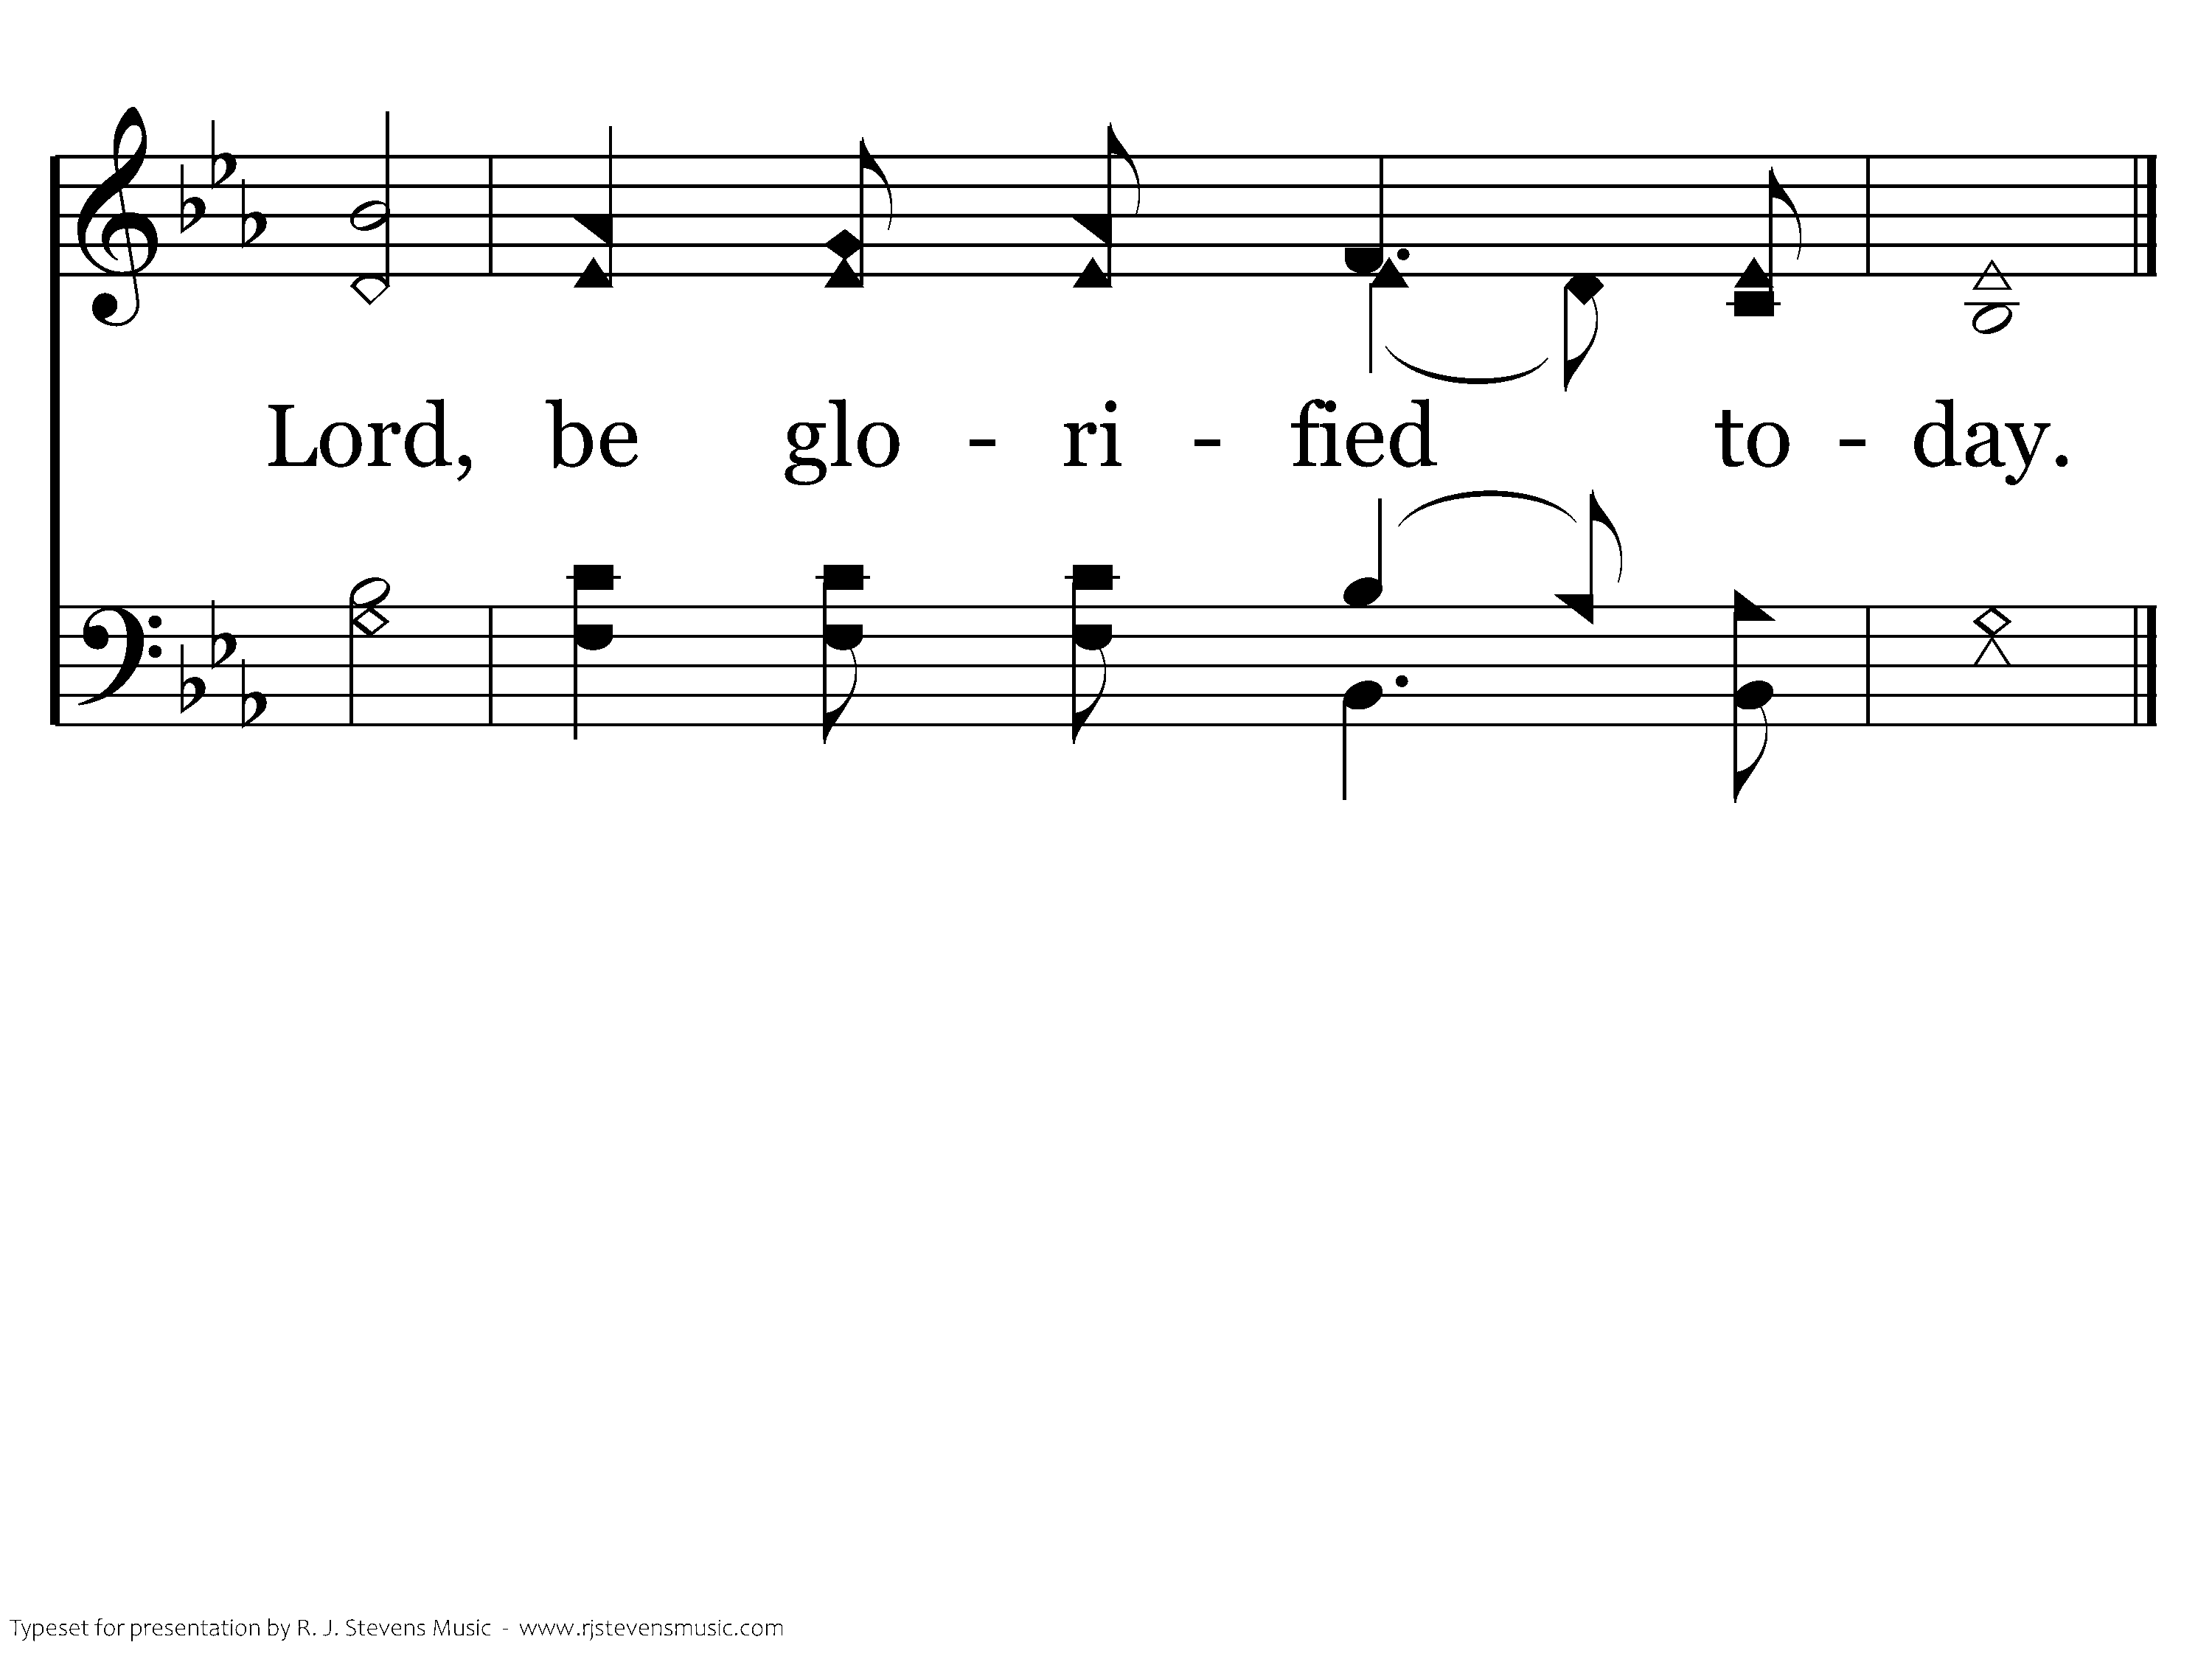 Lord, be glo - ri - fied to - day.
Typeset for presentation by R. J. Stevens Music - www.rjstevensmusic.com